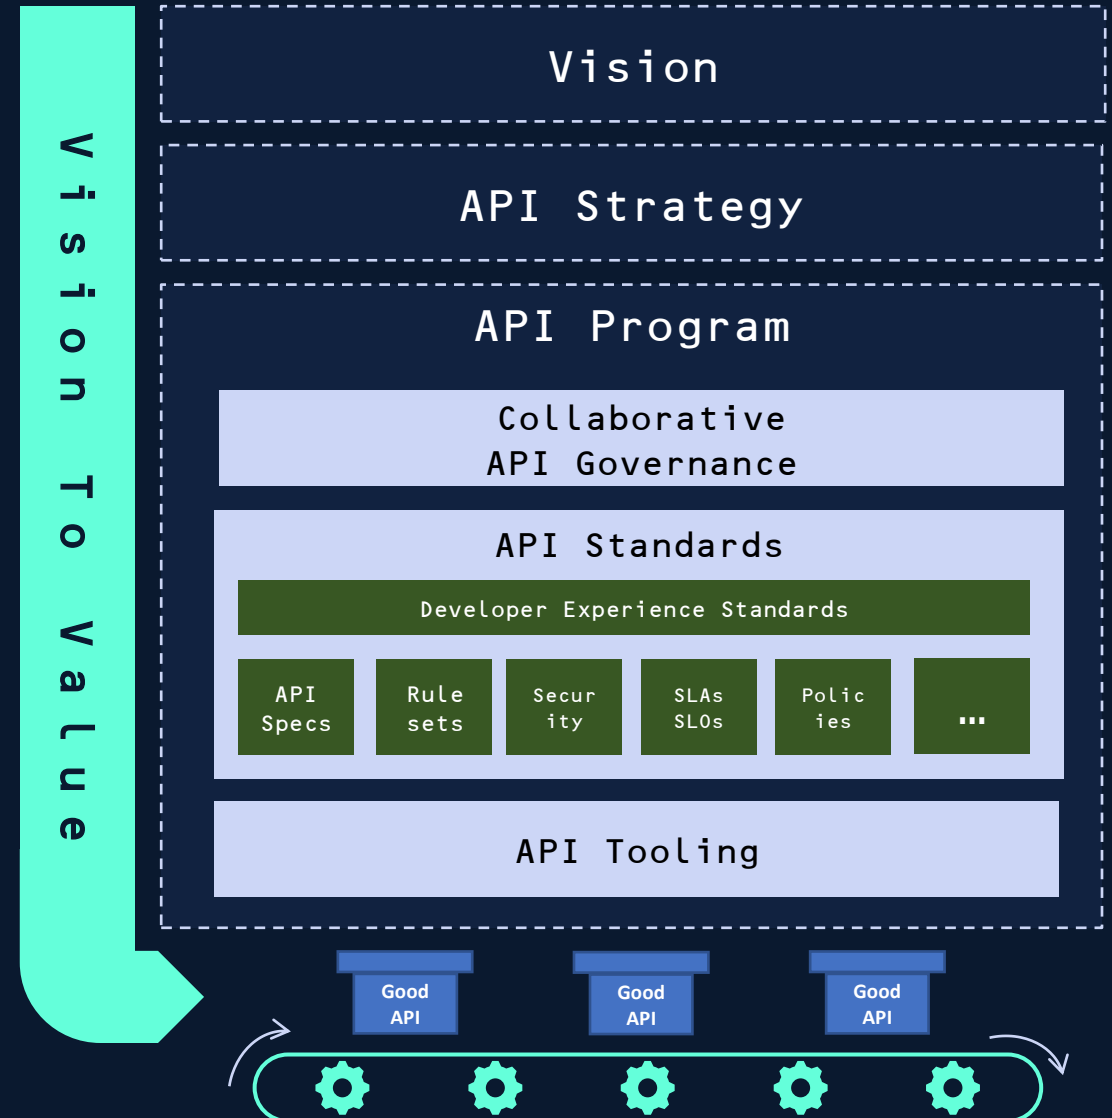 Vision To Value
Vision
API Strategy
API Program
Collaborative
API Governance
API Standards
Developer Experience Standards
API
Specs
Rule
sets
Secur
ity
SLAs
SLOs
Polic
ies
...
API Tooling
Good
API
Good
API
Good
API